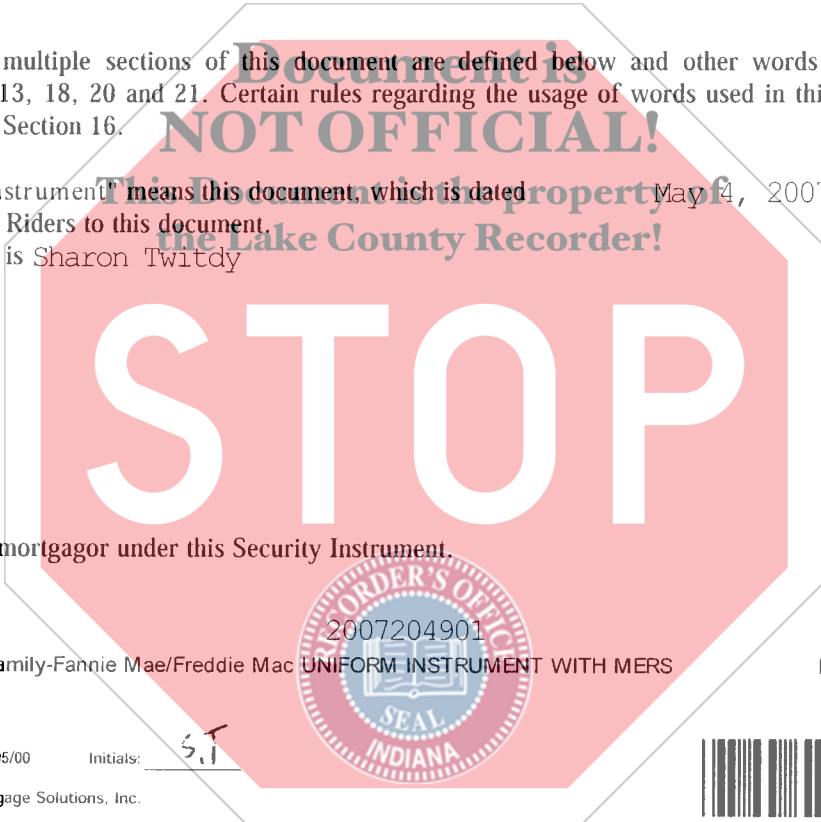 multiple sections of this document are defined below and other words
Document is
13, 18, 20 and 21. Certain rules regarding the usage of words used in thi
Section 16.
NOT OFFICIAL!
strument" means this document, which is dated May 4, 2007
This Document is the property of
Riders to this document.
the Lake County Recorder!
is Sharon Twitdy
STOP
mortgagor under this Security Instrument.
RECORDER'S OFFICE
2007204901
amily-Fannie Mae/Freddie Mac UNIFORM INSTRUMENT WITH MERS
SEAL
INDIANA
5/00 Initials: S.T
gage Solutions, Inc.